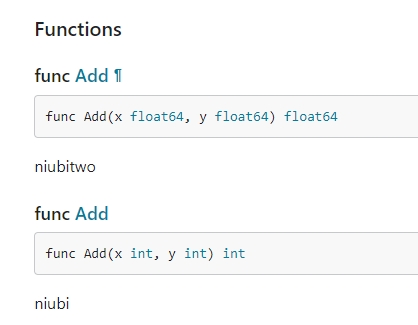 Functions
func Add ¶
func Add(x float64, y float64) float64
niubitwo
func Add
func Add(x int, y int) int
niubi